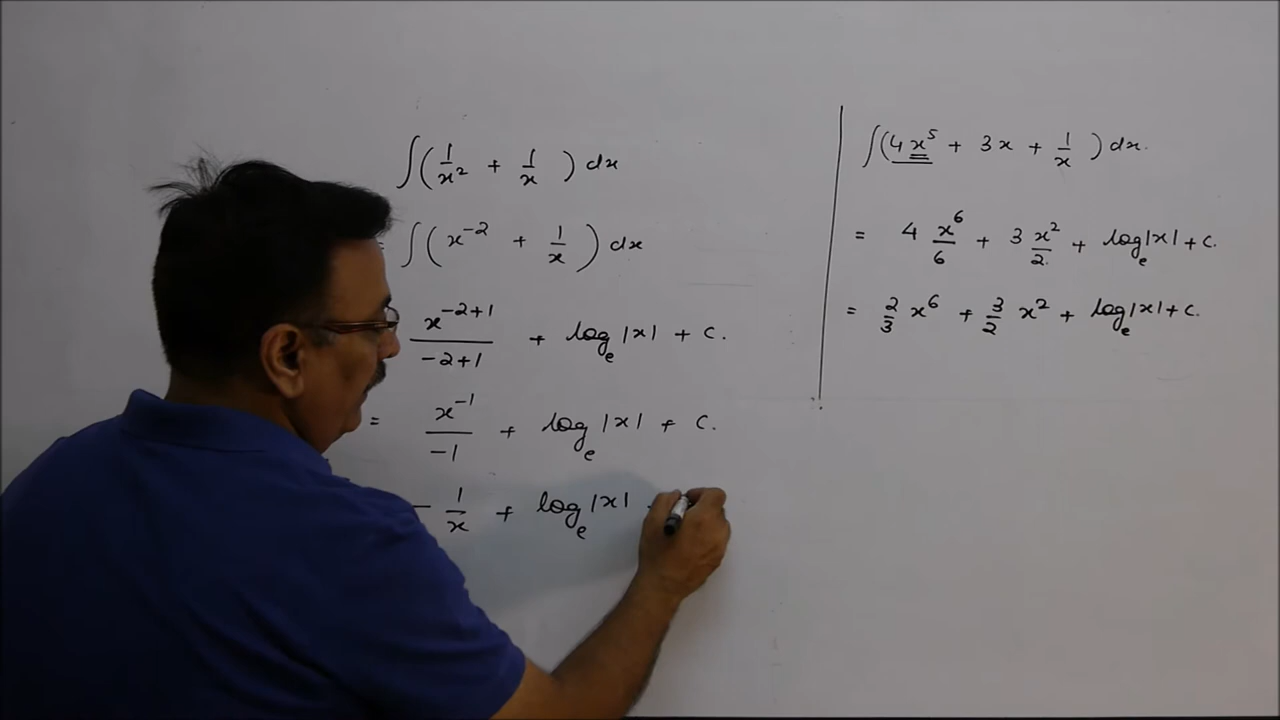 ∫(1/x² + 1/x) dx
= ∫(x⁻² + 1/x) dx
x⁻²⁺¹/-2+1 + logₑ|x| + c.
= x⁻¹/-1 + logₑ|x| + c.
- 1/x + logₑ|x|
∫(4x⁵ + 3x + 1/x) dx.
= 4 x⁶/6 + 3 x²/2. + logₑ|x| + c.
= 2/3 x⁶ + 3/2 x² + logₑ|x| + c.